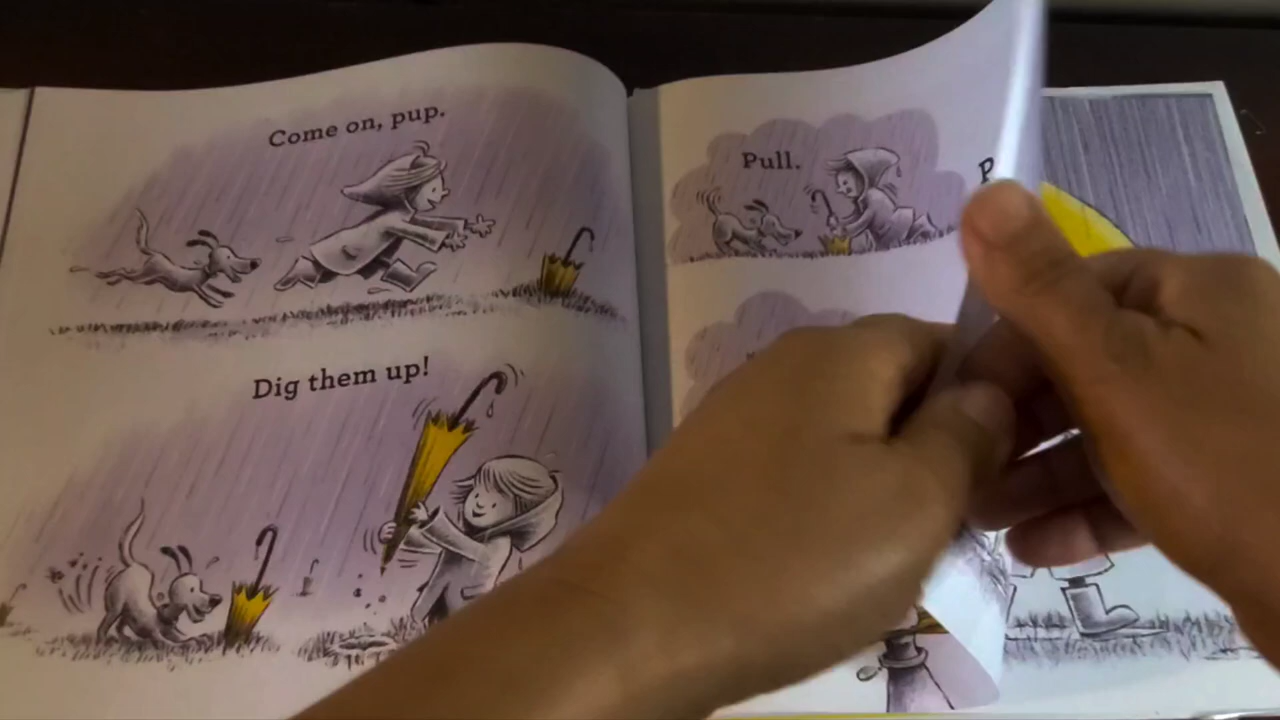 Come on, pup.
Dig them up!
Pull.